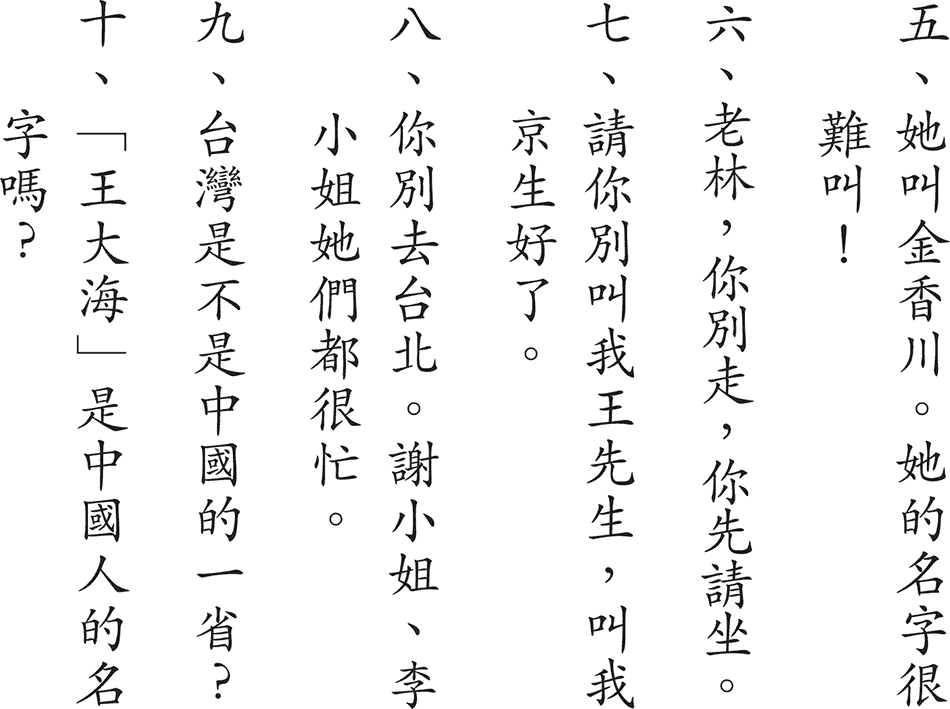 五、她叫金香川。她的名字很
難叫！
六、老林，你別走，你先請坐。
七、請你別叫我王先生，叫我
京生好了。
八、你別去台北。謝小姐、李
小姐她們都很忙。
九、台灣是不是中國的一省？
十、「王大海」是中國人的名
字嗎？